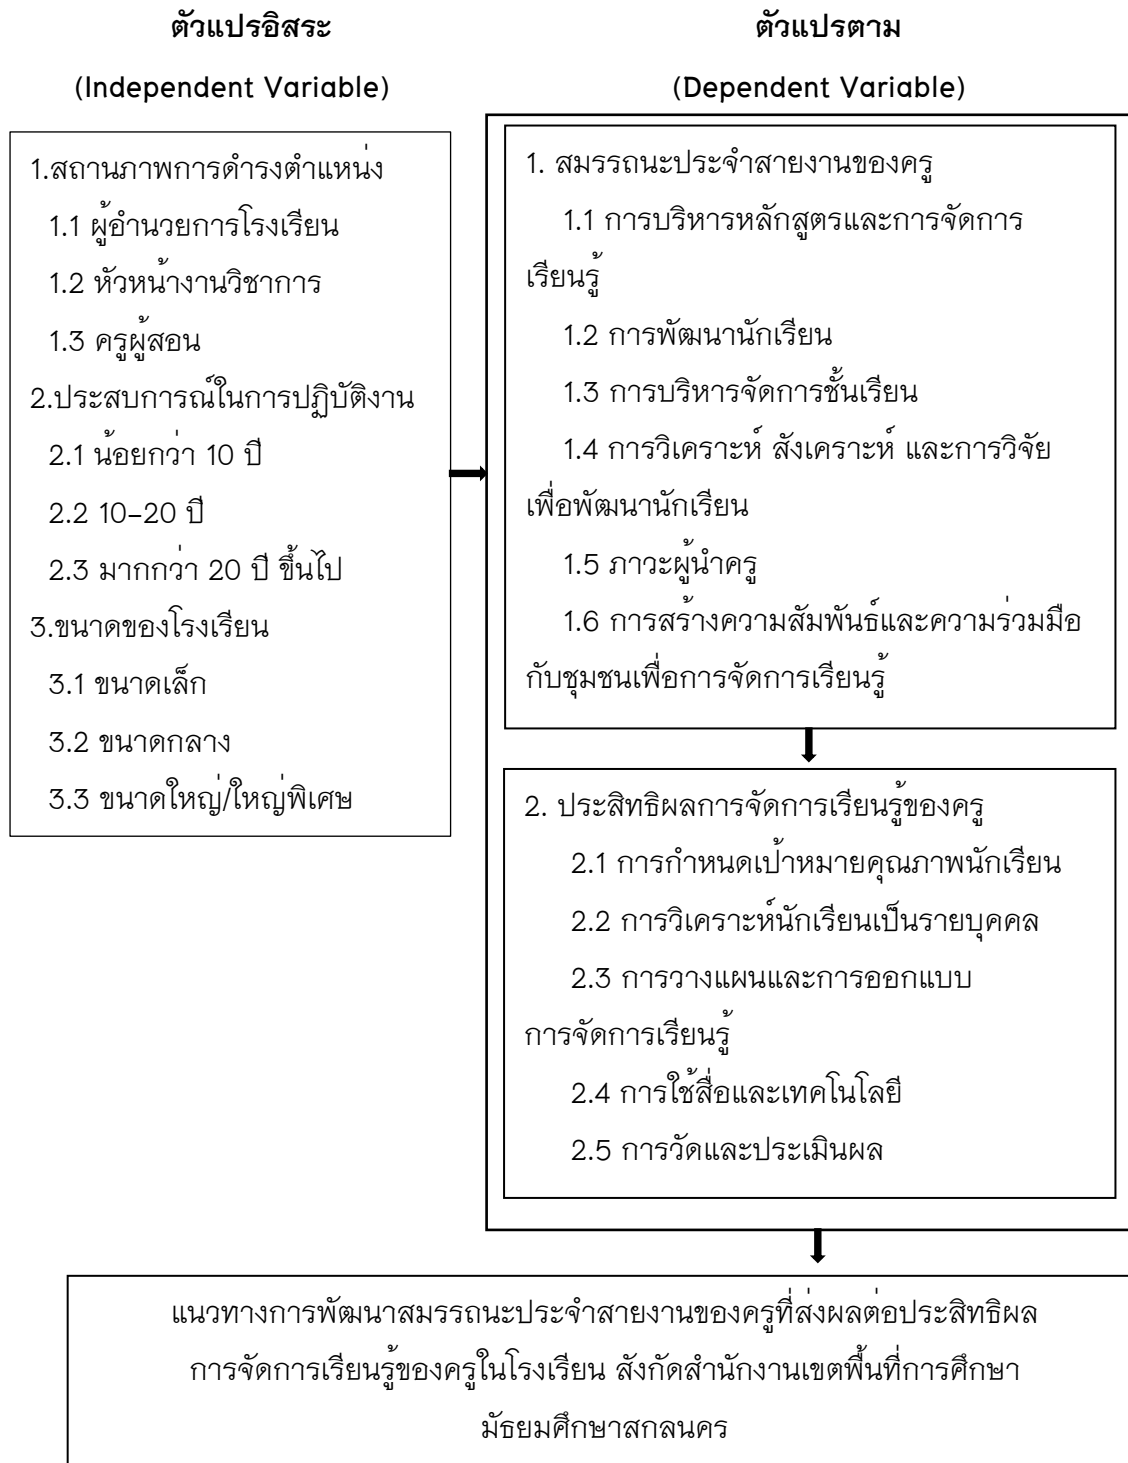 ตัวแปรอิสระ
(Independent Variable)
1.สถานภาพการดำรงตำแหน่ง
1.1 ผู้อำนวยการโรงเรียน
1.2 หัวหน้างานวิชาการ
1.3 ครูผู้สอน
2.ประสบการณ์ในการปฏิบัติงาน
2.1 น้อยกว่า 10 ปี
2.2 10–20 ปี
2.3 มากกว่า 20 ปี ขึ้นไป
3.ขนาดของโรงเรียน
3.1 ขนาดเล็ก
3.2 ขนาดกลาง
3.3 ขนาดใหญ่/ใหญ่พิเศษ
ตัวแปรตาม
(Dependent Variable)
1. สมรรถนะประจำสายงานของครู
1.1 การบริหารหลักสูตรและการจัดการ
เรียนรู้
1.2 การพัฒนานักเรียน
1.3 การบริหารจัดการชั้นเรียน
1.4 การวิเคราะห์ สังเคราะห์ และการวิจัย
เพื่อพัฒนานักเรียน
1.5 ภาวะผู้นำครู
1.6 การสร้างความสัมพันธ์และความร่วมมือ
กับชุมชนเพื่อการจัดการเรียนรู้
2. ประสิทธิผลการจัดการเรียนรู้ของครู
2.1 การกำหนดเป้าหมายคุณภาพนักเรียน
2.2 การวิเคราะห์นักเรียนเป็นรายบุคคล
2.3 การวางแผนและการออกแบบ
การจัดการเรียนรู้
2.4 การใช้สื่อและเทคโนโลยี
2.5 การวัดและประเมินผล
แนวทางการพัฒนาสมรรถนะประจำสายงานของครูที่ส่งผลต่อประสิทธิผล
การจัดการเรียนรู้ของครูในโรงเรียน สังกัดสำนักงานเขตพื้นที่การศึกษา
มัธยมศึกษาสกลนคร